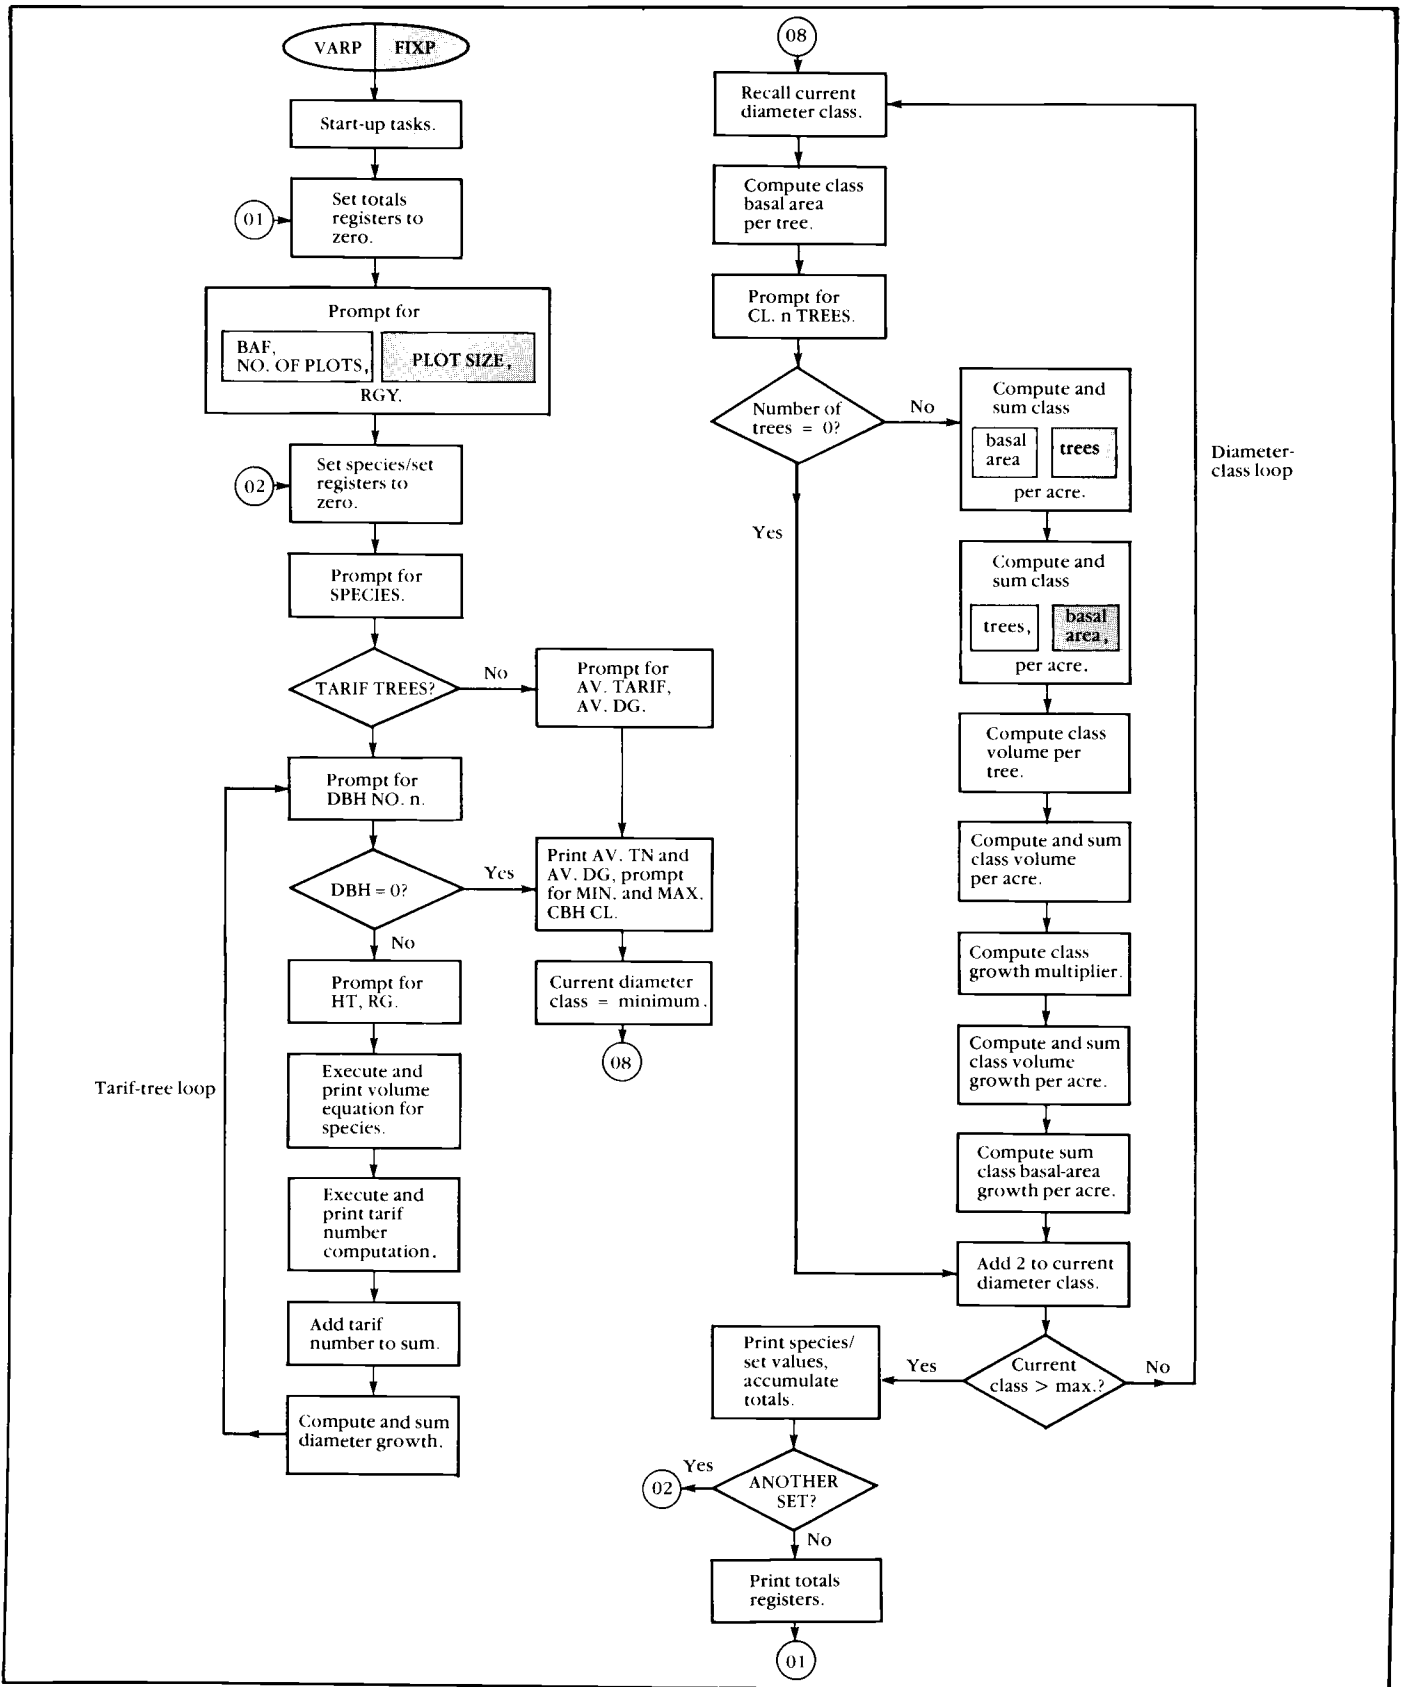 VARP
FIXP
Start-up tasks.
01
Set totals
registers to
zero.
Prompt for
BAF,
NO. OF PLOTS,
PLOT SIZE,
RGY.
02
Set species/set
registers to
zero.
Prompt for
SPECIES.
TARIF TREES?
No
Prompt for
AV. TARIF,
AV. DG.
Prompt for
DBH NO. n.
DBH = 0?
Yes
Print AV. TN and
AV. DG, prompt
for MIN. and MAX.
CBH CL.
No
Prompt for
HT, RG.
Current diameter
class = minimum.
08
Tarif-tree loop
Execute and
print volume
equation for
species.
Execute and
print tarif
number
computation.
Add tarif
number to sum.
Compute and sum
diameter growth.
08
Recall current
diameter class.
Compute class
basal area
per tree.
Prompt for
CL. n TREES.
Number of
trees = 0?
No
Yes
Compute and
sum class
basal
area
trees
per acre.
Diameter-
class loop
Compute and
sum class
trees,
basal
area,
per acre.
Compute class
volume per
tree.
Compute and sum
class volume
per acre.
Compute class
growth multiplier.
Compute and sum
class volume
growth per acre.
Compute sum
class basal-area
growth per acre.
Add 2 to current
diameter class.
Current
class > max.?
No
Yes
Print species/
set values,
accumulate
totals.
ANOTHER
SET?
Yes
02
No
Print totals
registers.
01